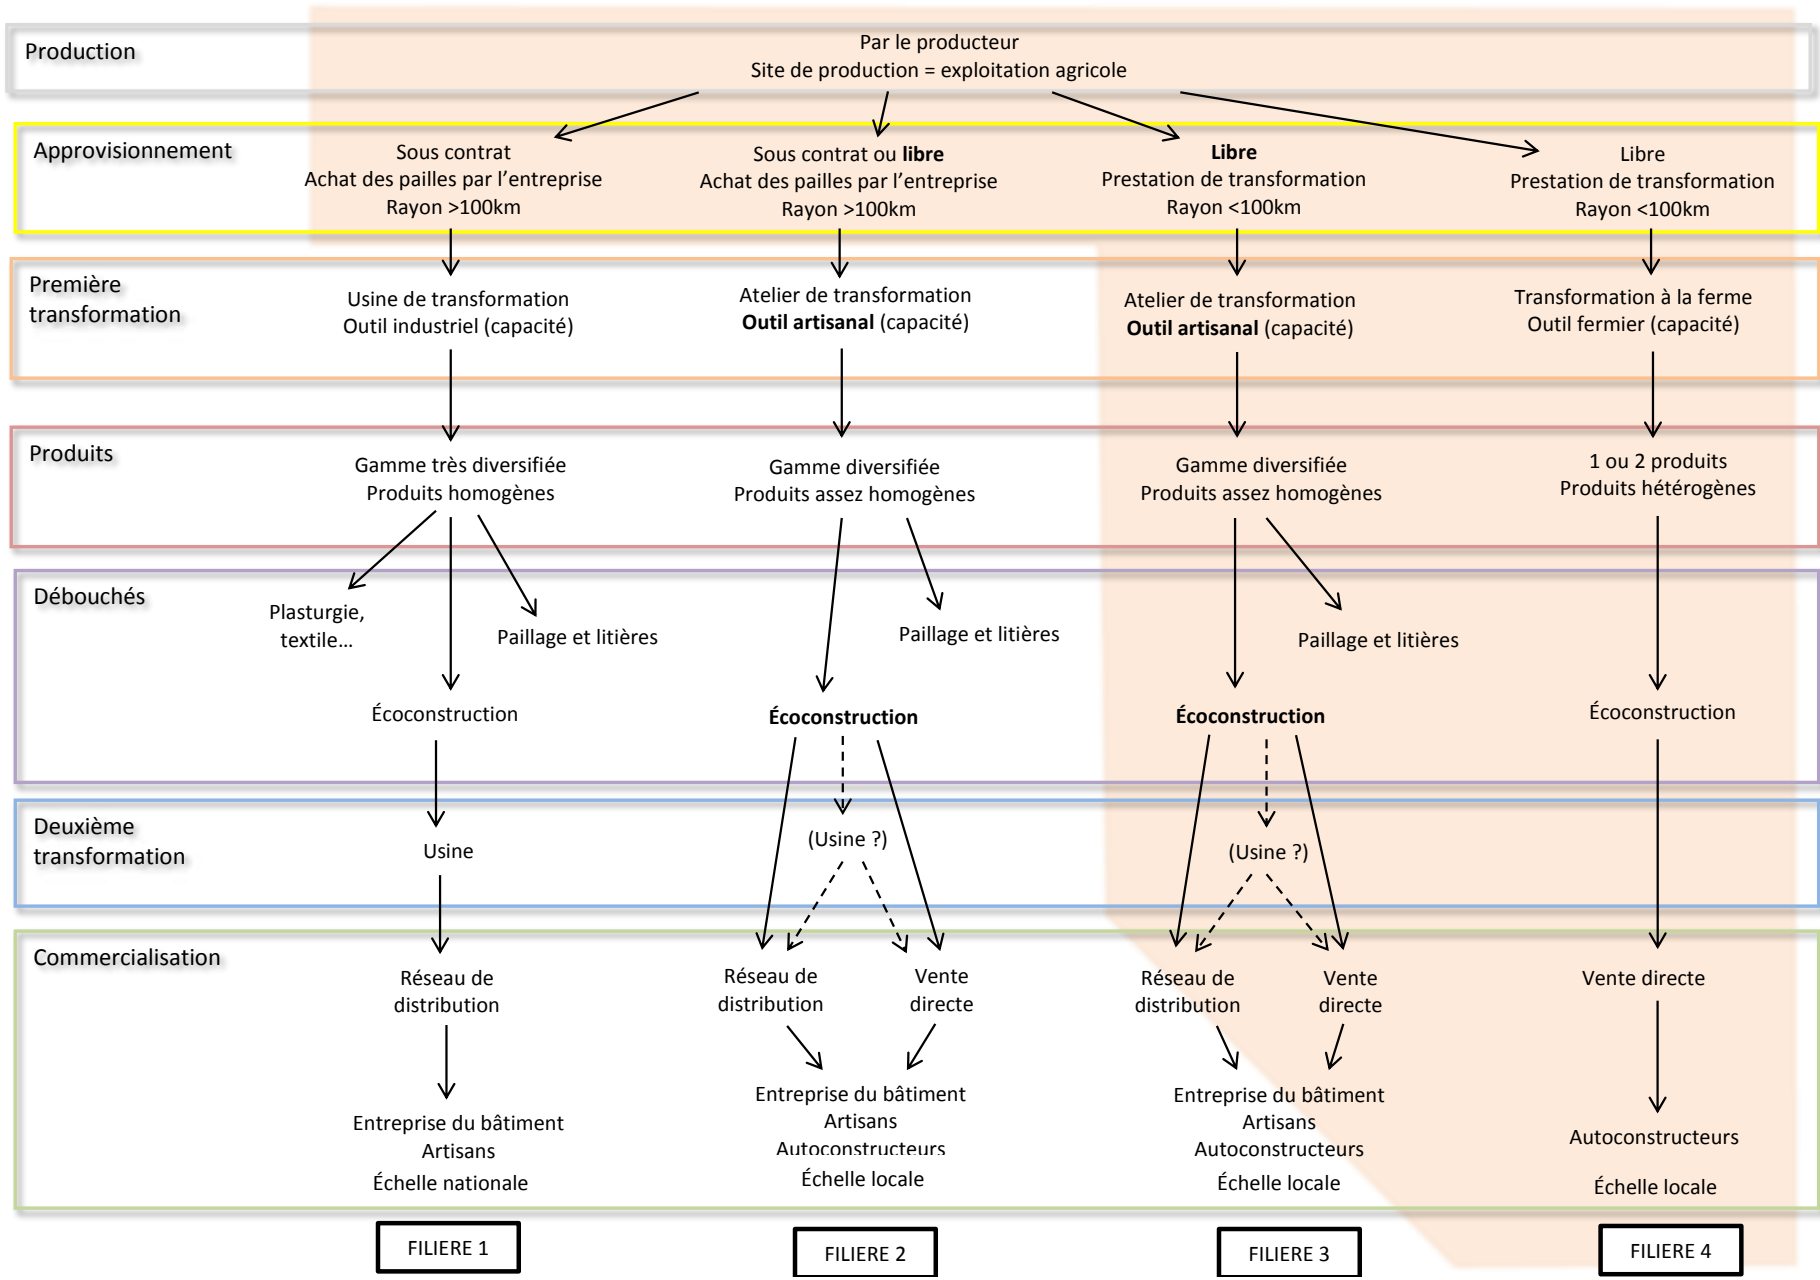 Production
Par le producteur
Site de production = exploitation agricole
Approvisionnement
Sous contrat
Achat des pailles par l’entreprise
Rayon >100km
Sous contrat ou libre
Achat des pailles par l’entreprise
Rayon >100km
Libre
Prestation de transformation
Rayon <100km
Libre
Prestation de transformation
Rayon <100km
Première
transformation
Usine de transformation
Outil industriel (capacité)
Atelier de transformation
Outil artisanal (capacité)
Atelier de transformation
Outil artisanal (capacité)
Transformation à la ferme
Outil fermier (capacité)
Produits
Gamme très diversifiée
Produits homogènes
Gamme diversifiée
Produits assez homogènes
Gamme diversifiée
Produits assez homogènes
1 ou 2 produits
Produits hétérogènes
Débouchés
Plasturgie,
textile…
Paillage et litières
Écoconstruction
Paillage et litières
Écoconstruction
Paillage et litières
Écoconstruction
Écoconstruction
Deuxième
transformation
Usine
(Usine ?)
(Usine ?)
Commercialisation
Réseau de
distribution
Réseau de
distribution
Vente
directe
Réseau de
distribution
Vente
directe
Vente directe
Entreprise du bâtiment
Artisans
Échelle nationale
Entreprise du bâtiment
Artisans
Autoconstructeurs
Échelle locale
Entreprise du bâtiment
Artisans
Autoconstructeurs
Échelle locale
Autoconstructeurs
Échelle locale
FILIERE 1
FILIERE 2
FILIERE 3
FILIERE 4